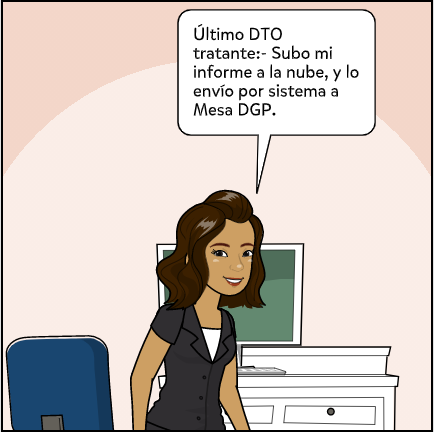 Último DTO
tratante:- Subo mi
informe a la nube, y lo
envío por sistema a
Mesa DGP.